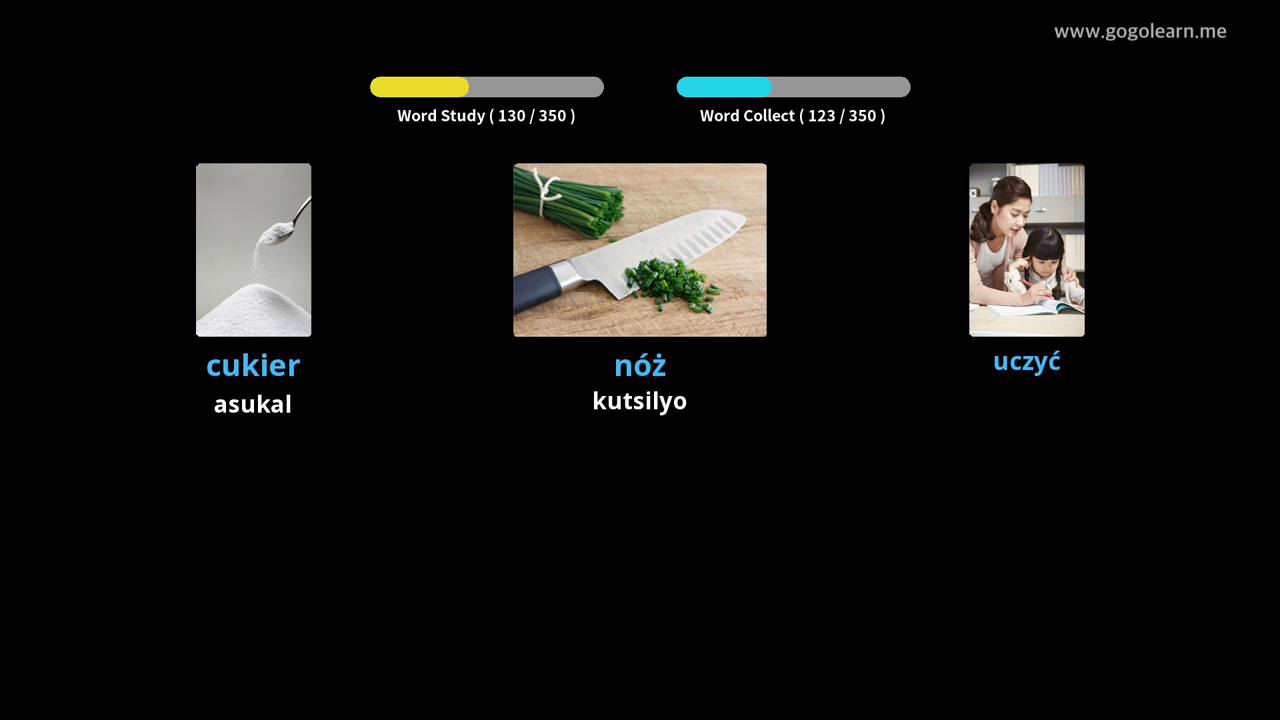 www.gogolearn.me
Word Study ( 130 / 350 )
Word Collect ( 123 / 350 )
cukier
asukal
nóż
kutsilyo
uczyć